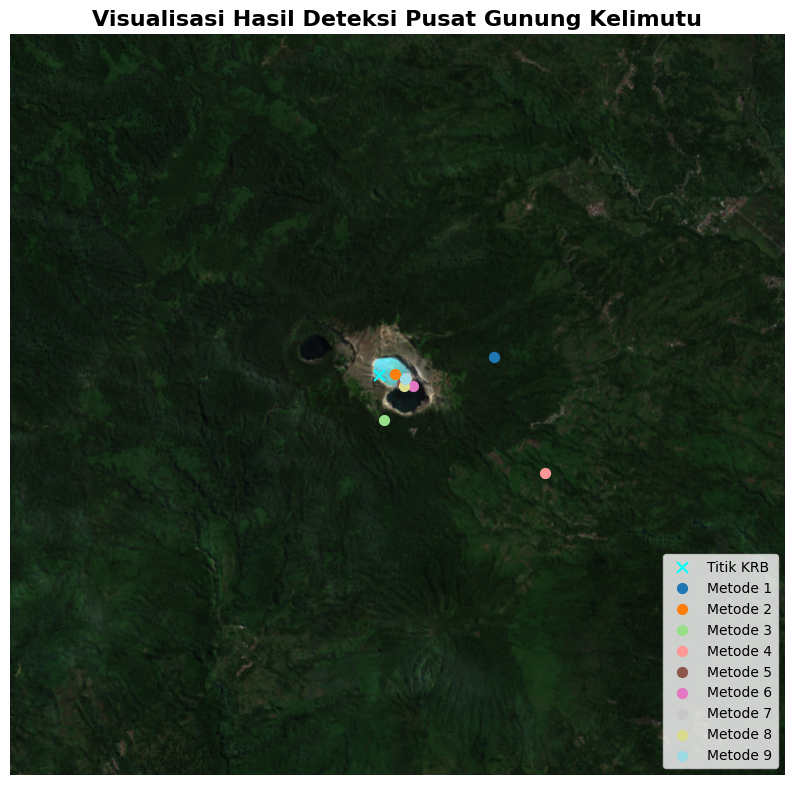 Visualisasi Hasil Deteksi Pusat Gunung Kelimutu
Titik KRB
Metode 1
Metode 2
Metode 3
Metode 4
Metode 5
Metode 6
Metode 7
Metode 8
Metode 9